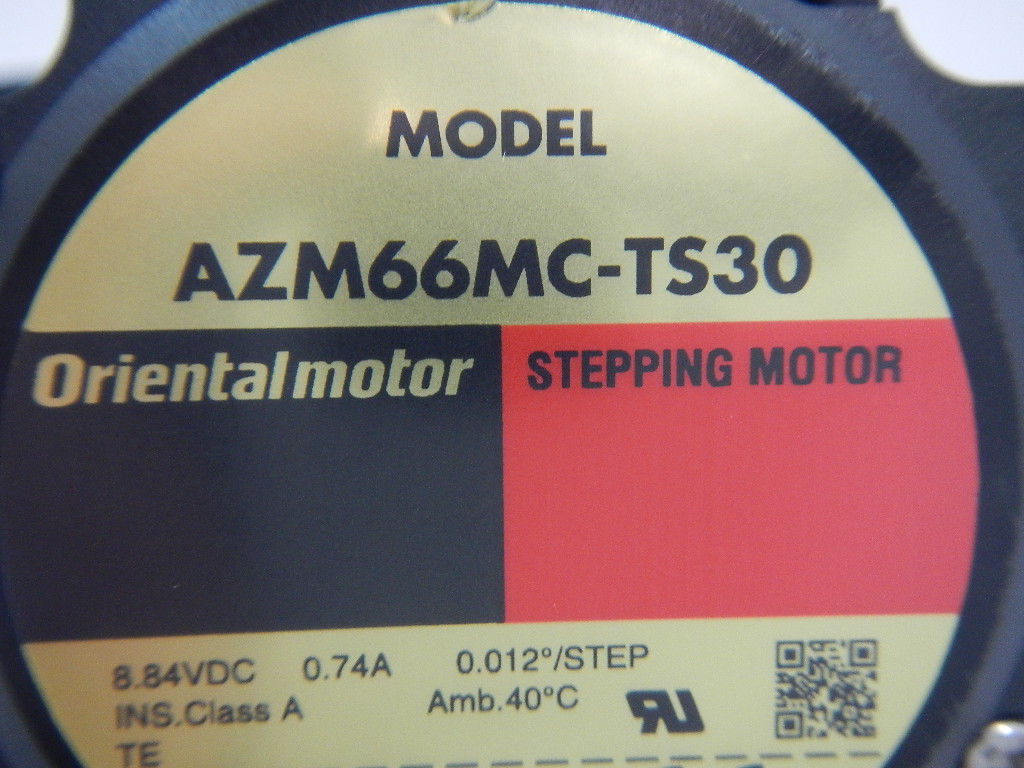 MODEL
AZM66MC-TS30
Orientalmotor
STEPPING MOTOR
8.84VDC 0.74A 0.012°/STEP
INS.Class A Amb.40°C
TE